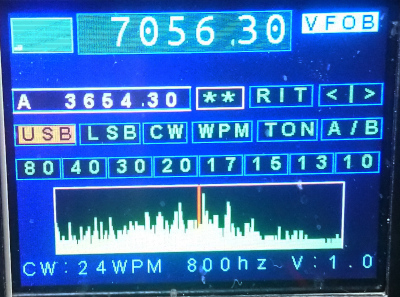 7056.30 VFOB
A 3654.30 ** RIT <|>
USB LSB CW WPM TON A/B
80 40 30 20 17 15 13 10
CW:24WPM 800hz V:1.0